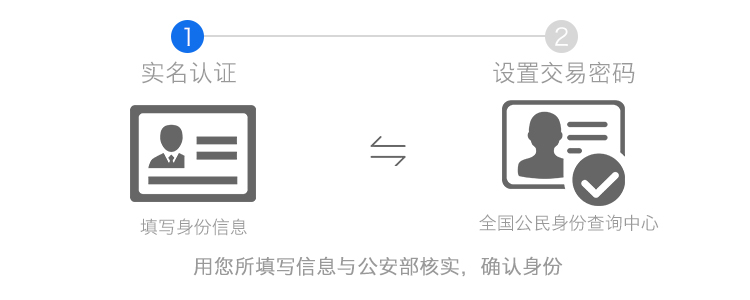 1 2
实名认证 设置交易密码
填写身份信息 全国公民身份查询中心
用您所填写信息与公安部核实，确认身份